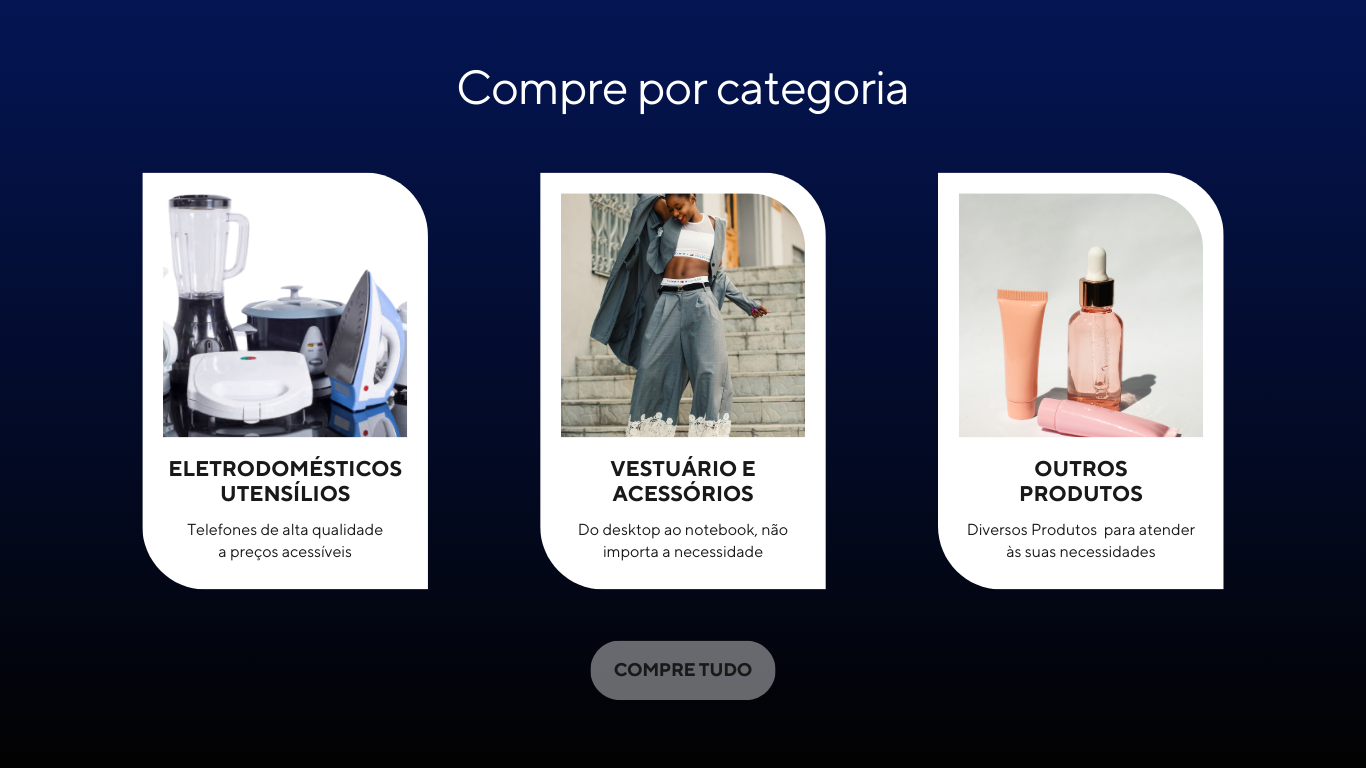 Compre por categoria
ELETRODOMÉSTICOS
UTENSÍLIOS
Telefones de alta qualidade
a preços acessíveis
VESTUÁRIO E
ACESSÓRIOS
Do desktop ao notebook, não
importa a necessidade
OUTROS
PRODUTOS
Diversos Produtos  para atender
às suas necessidades
COMPRE TUDO